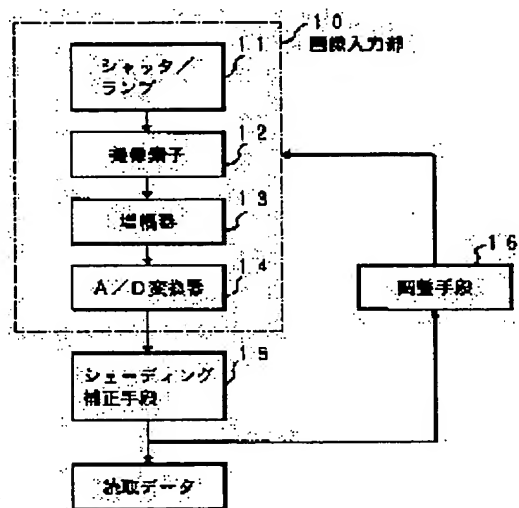 10
画像入力部
11
シャッタ/
ランプ
12
撮像素子
13
増幅器
14
A/D変換器
15
シェーディング
補正手段
16
調整手段
読取データ